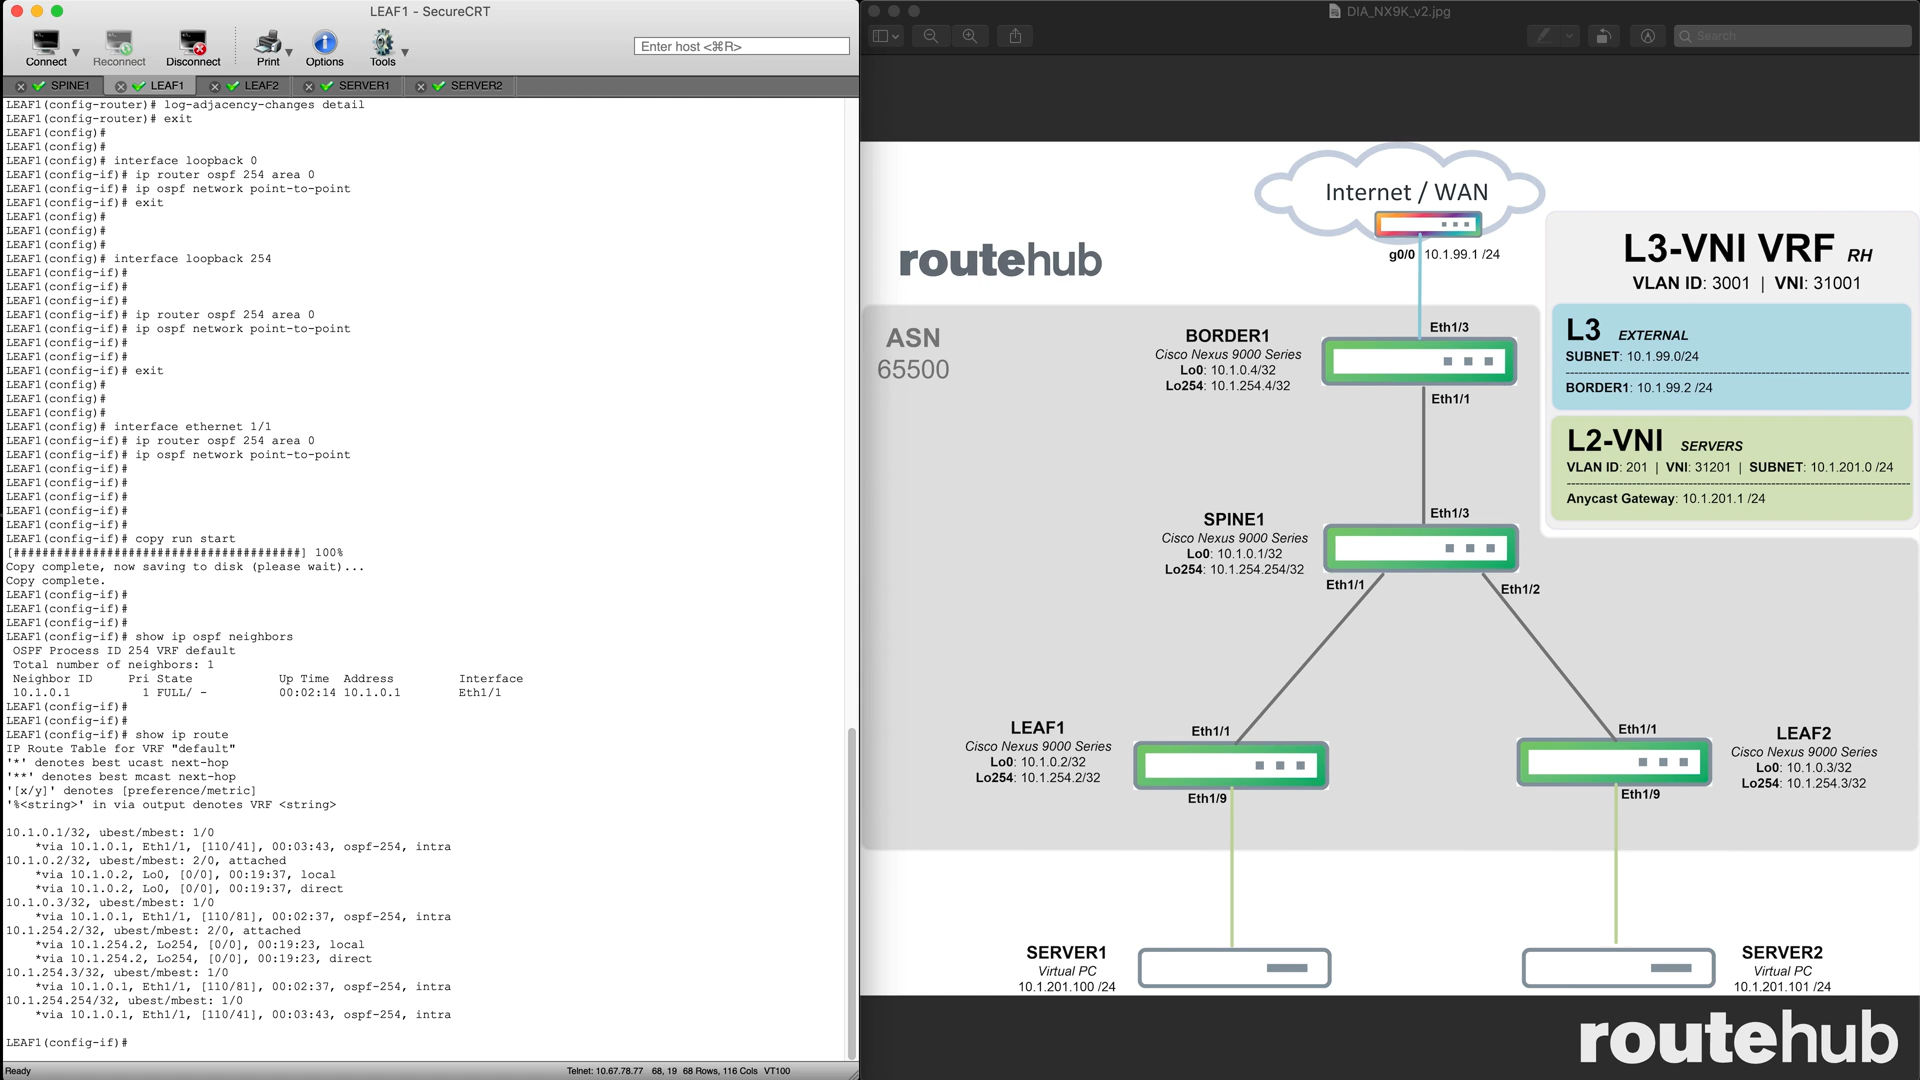 LEAF1 - SecureCRT
Connect
Reconnect
Disconnect
Print
Options
Tools
Enter host <⌘R>
SPINE1
LEAF1
LEAF2
SERVER1
SERVER2
LEAF1(config-router)# log-adjacency-changes detail
LEAF1(config-router)# exit
LEAF1(config)#
LEAF1(config)#
LEAF1(config)# interface loopback 0
LEAF1(config-if)# ip router ospf 254 area 0
LEAF1(config-if)# ip ospf network point-to-point
LEAF1(config-if)# exit
LEAF1(config)#
LEAF1(config)#
LEAF1(config)#
LEAF1(config)# interface loopback 254
LEAF1(config-if)#
LEAF1(config-if)#
LEAF1(config-if)#
LEAF1(config-if)# ip router ospf 254 area 0
LEAF1(config-if)# ip ospf network point-to-point
LEAF1(config-if)#
LEAF1(config-if)#
LEAF1(config-if)# exit
LEAF1(config)#
LEAF1(config)#
LEAF1(config)#
LEAF1(config)# interface ethernet 1/1
LEAF1(config-if)# ip router ospf 254 area 0
LEAF1(config-if)# ip ospf network point-to-point
LEAF1(config-if)#
LEAF1(config-if)#
LEAF1(config-if)#
LEAF1(config-if)#
LEAF1(config-if)#
LEAF1(config-if)# copy run start
[########################################] 100%
Copy complete, now saving to disk (please wait)...
Copy complete.
LEAF1(config-if)#
LEAF1(config-if)#
LEAF1(config-if)#
LEAF1(config-if)# show ip ospf neighbors
OSPF Process ID 254 VRF default
Total number of neighbors: 1
Neighbor ID     Pri State            Up Time  Address         Interface
10.1.0.1          1 FULL/ -          00:02:14 10.1.0.1        Eth1/1
LEAF1(config-if)#
LEAF1(config-if)#
LEAF1(config-if)# show ip route
IP Route Table for VRF "default"
'*' denotes best ucast next-hop
'**' denotes best mcast next-hop
'[x/y]' denotes [preference/metric]
'%<string>' in via output denotes VRF <string>
10.1.0.1/32, ubest/mbest: 1/0
*via 10.1.0.1, Eth1/1, [110/41], 00:03:43, ospf-254, intra
10.1.0.2/32, ubest/mbest: 2/0, attached
*via 10.1.0.2, Lo0, [0/0], 00:19:37, local
*via 10.1.0.2, Lo0, [0/0], 00:19:37, direct
10.1.0.3/32, ubest/mbest: 1/0
*via 10.1.0.1, Eth1/1, [110/81], 00:02:37, ospf-254, intra
10.1.254.2/32, ubest/mbest: 2/0, attached
*via 10.1.254.2, Lo254, [0/0], 00:19:23, local
*via 10.1.254.2, Lo254, [0/0], 00:19:23, direct
10.1.254.3/32, ubest/mbest: 1/0
*via 10.1.0.1, Eth1/1, [110/81], 00:02:37, ospf-254, intra
10.1.254.254/32, ubest/mbest: 1/0
*via 10.1.0.1, Eth1/1, [110/41], 00:03:43, ospf-254, intra
LEAF1(config-if)#
Ready
Telnet: 10.67.78.77   68, 19   68 Rows, 116 Cols   VT100
DIA_NX9K_v2.jpg
Search
Internet / WAN
g0/0 10.1.99.1 /24
routehub
L3-VNI VRF RH
VLAN ID: 3001 | VNI: 31001
L3 EXTERNAL
SUBNET: 10.1.99.0/24
BORDER1: 10.1.99.2 /24
L2-VNI SERVERS
VLAN ID: 201 | VNI: 31201 | SUBNET: 10.1.201.0 /24
Anycast Gateway: 10.1.201.1 /24
ASN
65500
Eth1/3
BORDER1
Cisco Nexus 9000 Series
Lo0: 10.1.0.4/32
Lo254: 10.1.254.4/32
Eth1/1
Eth1/3
SPINE1
Cisco Nexus 9000 Series
Lo0: 10.1.0.1/32
Lo254: 10.1.254.254/32
Eth1/1
Eth1/2
LEAF1
Cisco Nexus 9000 Series
Lo0: 10.1.0.2/32
Lo254: 10.1.254.2/32
Eth1/1
Eth1/9
Eth1/1
LEAF2
Cisco Nexus 9000 Series
Lo0: 10.1.0.3/32
Lo254: 10.1.254.3/32
Eth1/9
SERVER1
Virtual PC
10.1.201.100 /24
SERVER2
Virtual PC
10.1.201.101 /24
routehub